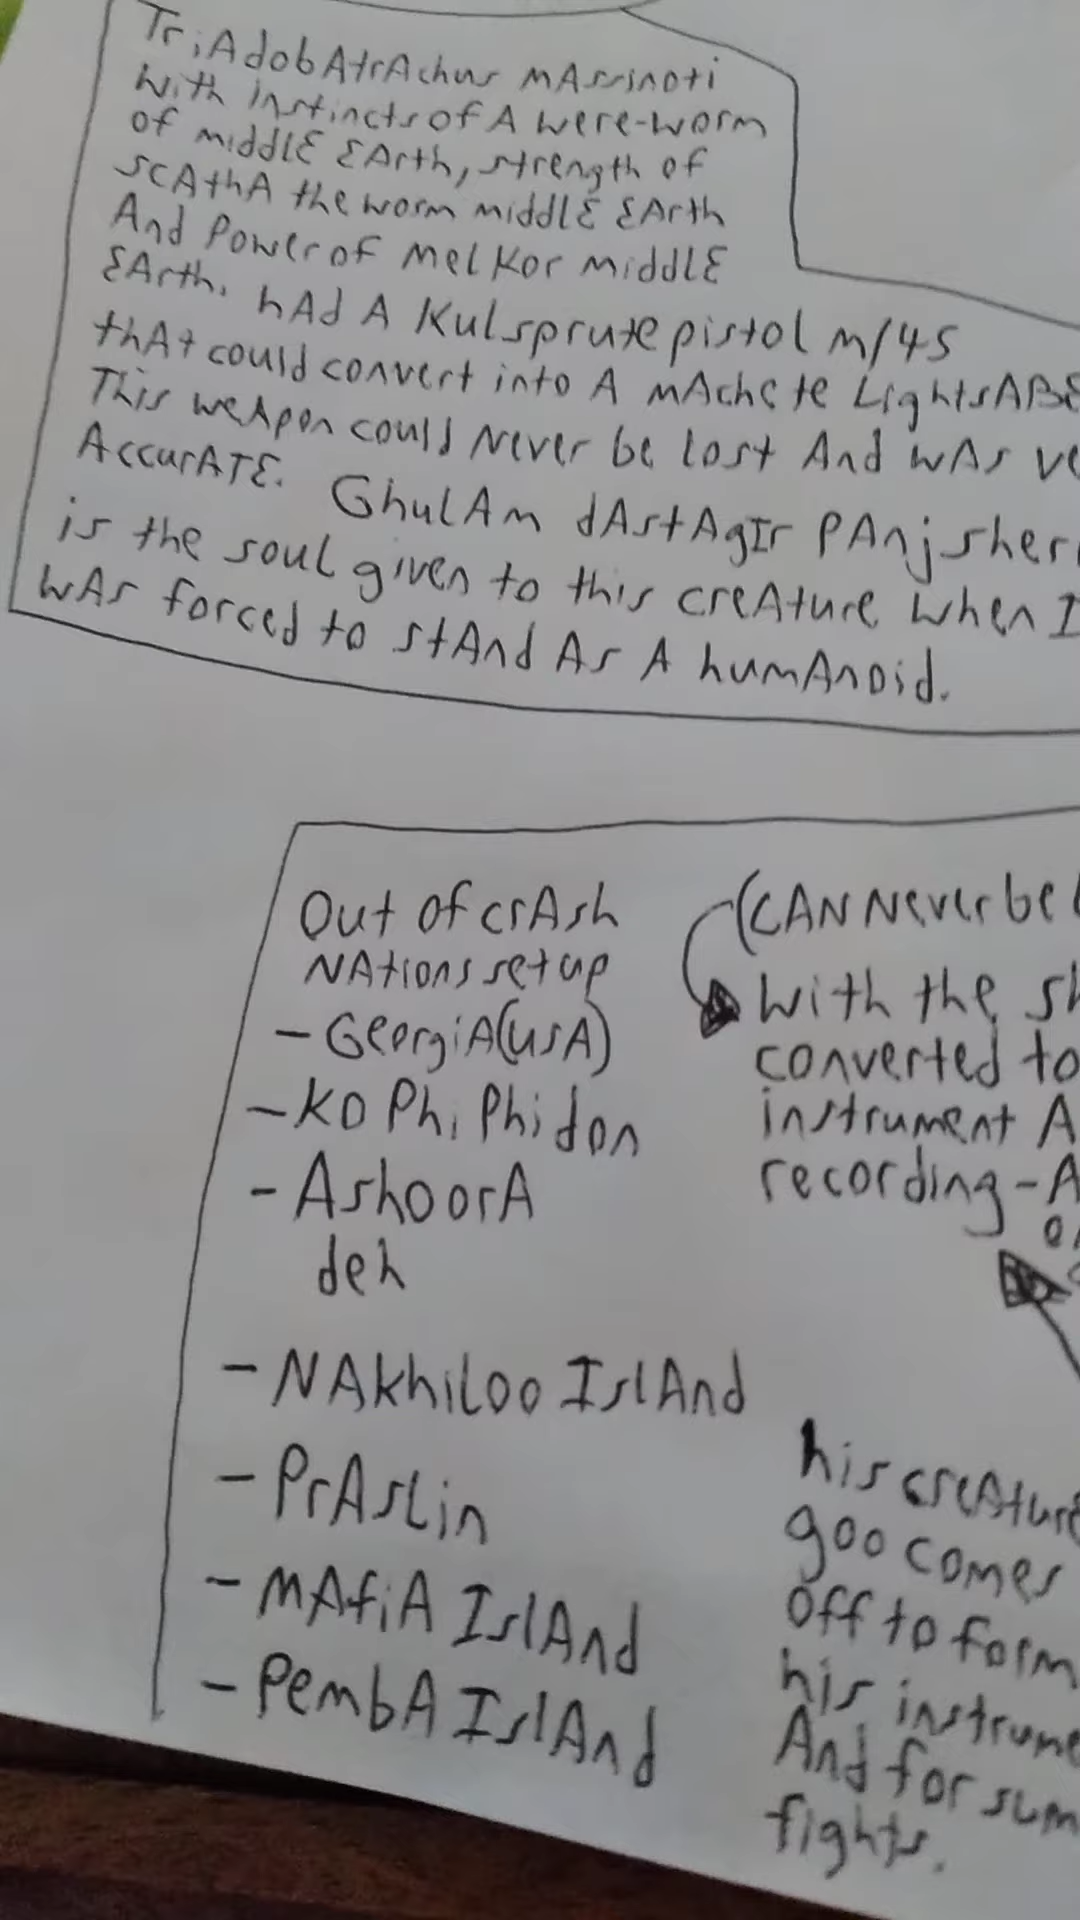 TriAdobAtrAchus mAssinoti
with instincts of A were-worm
of middlE EArth, strength of
scAthA the worm middlE EArth
And Power of Melkor middlE
EArth. hAd A Kulsprutepistol m/45
thAt could convert into A mAchete
This weApon could Never be lost And wAs
AccurATE. GhulAm dAstAgIr
is the soul given to this creAture when I
wAs forced to stAnd As A humAnoid.
Out of crAsh
NAtions setup
- GeorgiA (usA)
- KO Phi Phi don
- AshoorA
deh
- NAkhiLoo IslAnd
- PrAsLin
- mAfiA IslAnd
- PembA IslAnd
(CAN Never be
with the
converted to
instrument
recording -
his creAture
goo comes
off to form
his
And for
fights.